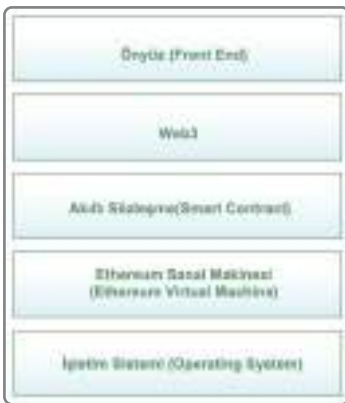 Önyüz (Front End)
Web3
Akıllı Sözleşme(Smart Contract)
Ethereum Sanal Makinesi
(Ethereum Virtual Machine)
İşletim Sistemi (Operating System)